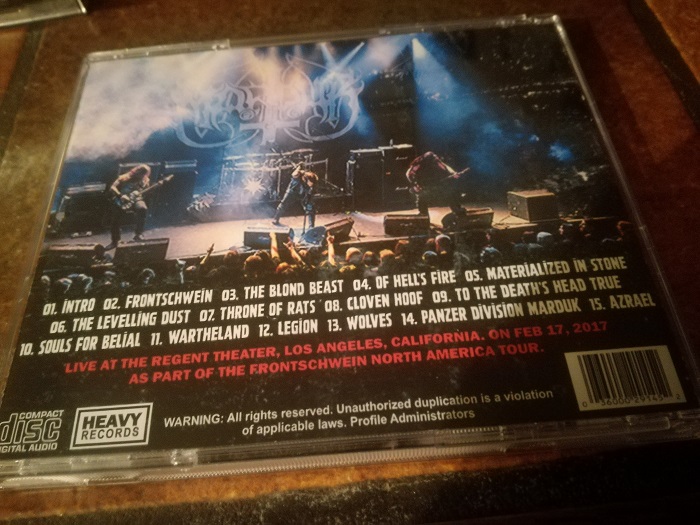 MARDUK
01. INTRO 02. FRONTSCHWEIN 03. THE BLOND BEAST 04. OF HELL'S FIRE 05. MATERIALIZED IN STONE
06. THE LEVELLING DUST 07. THRONE OF RATS 08. CLOVEN HOOF 09. TO THE DEATH'S HEAD TRUE
10. SOULS FOR BELIAL 11. WARTHELAND 12. LEGION 13. WOLVES 14. PANZER DIVISION MARDUK 15. AZRAEL
LIVE AT THE REGENT THEATER, LOS ANGELES, CALIFORNIA. ON FEB 17, 2017
AS PART OF THE FRONTSCHWEIN NORTH AMERICA TOUR.
COMPACT
disc
DIGITAL AUDIO
HEAVY
RECORDS
WARNING: All rights reserved. Unauthorized duplication is a violation
of applicable laws. Profile Administrators